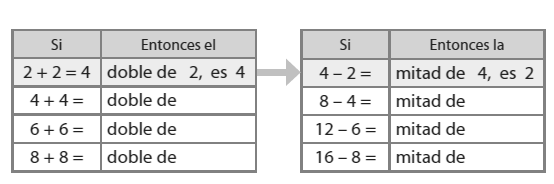 Si Entonces el
2 + 2 = 4 doble de 2, es 4
4 + 4 = doble de
6 + 6 = doble de
8 + 8 = doble de
Si Entonces la
4 – 2 = mitad de 4, es 2
8 – 4 = mitad de
12 – 6 = mitad de
16 – 8 = mitad de